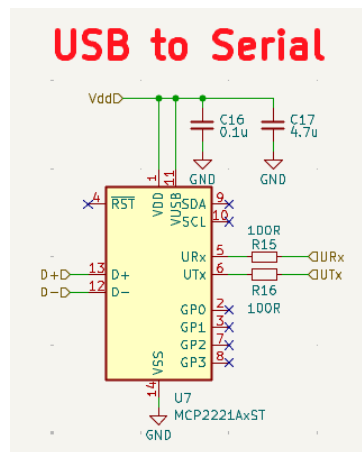 USB to Serial
Vdd
C16
0.1u
C17
4.7u
GND
GND
1
11
4
RST
VDD
VUSB
SDA
9
SCL
10
100R
URx
5
R15
URx
D+
13
D+
UTx
6
UTx
D-
12
D-
R16
GP0
2
100R
GP1
3
GP2
7
GP3
8
VSS
14
U7
MCP2221AxST
GND